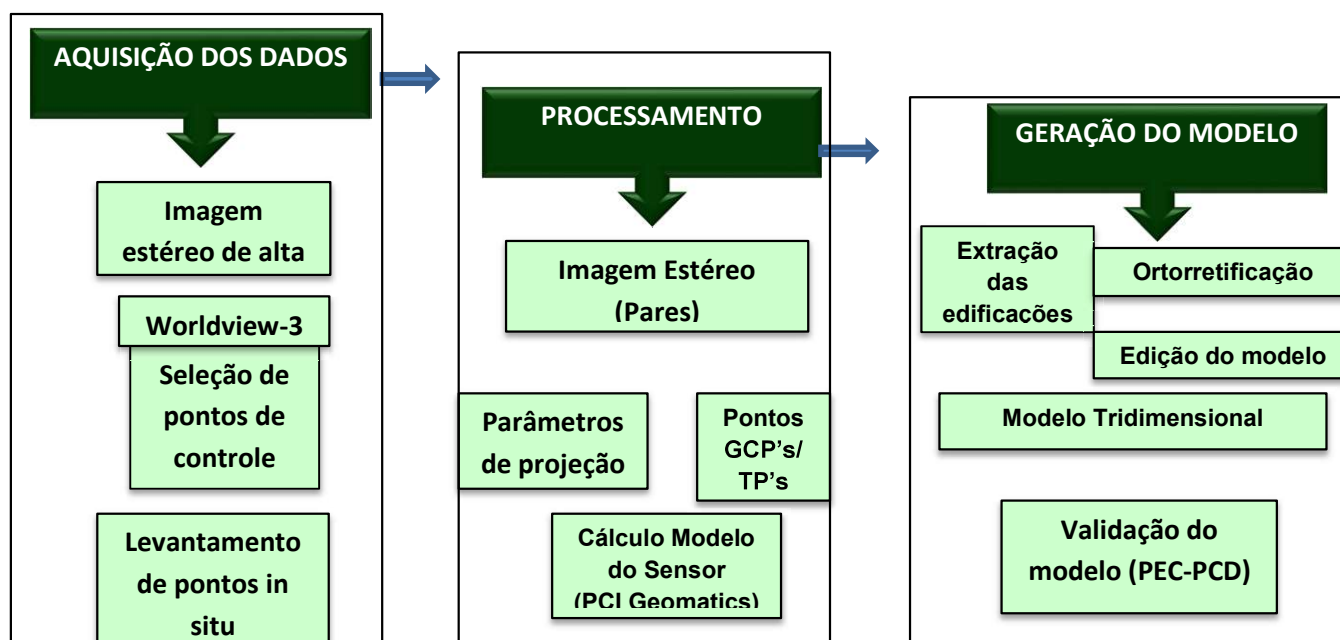 AQUISIÇÃO DOS DADOS
Imagem
estéreo de alta
Worldview-3
Seleção de
pontos de
controle
Levantamento
de pontos in
situ
PROCESSAMENTO
Imagem Estéreo
(Pares)
Parâmetros
de projeção
Pontos
GCP's/
TP's
Cálculo Modelo
do Sensor
(PCI Geomatics)
GERAÇÃO DO MODELO
Extração
das
edificações
Ortorretificação
Edição do modelo
Modelo Tridimensional
Validação do
modelo (PEC-PCD)